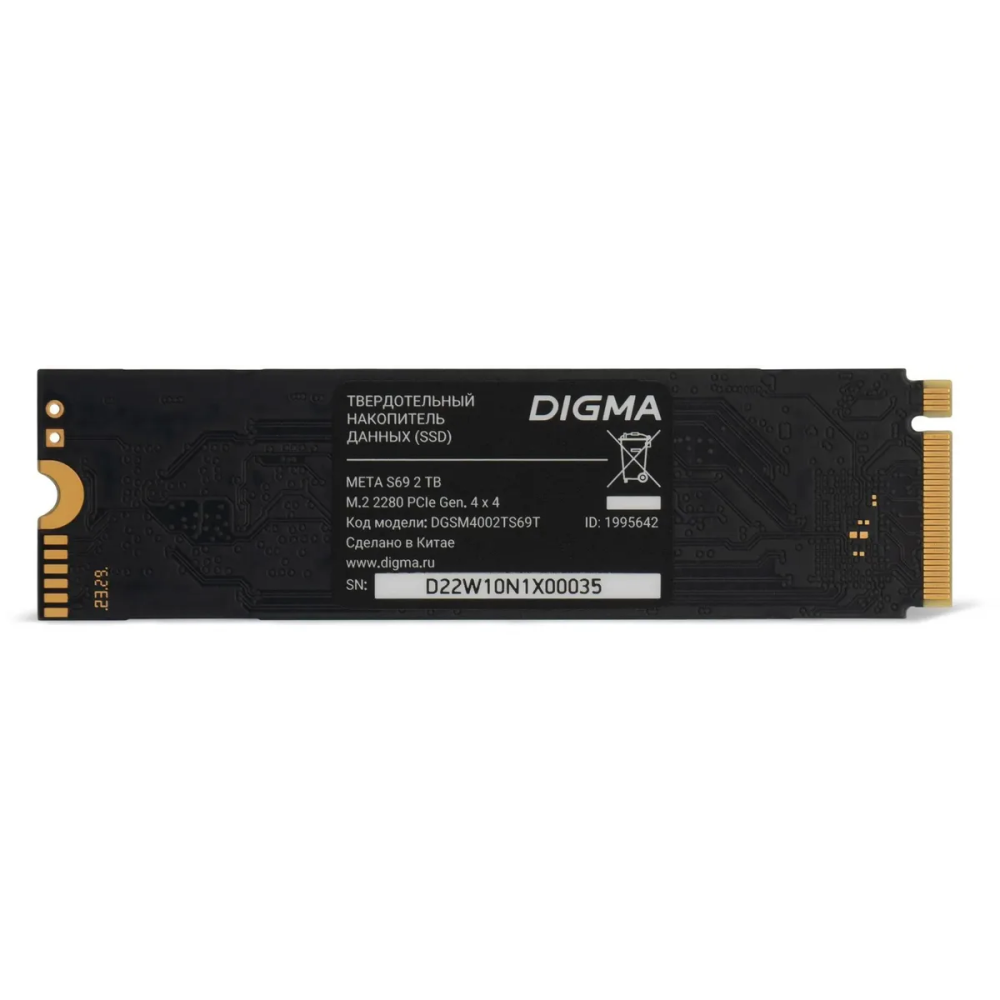 ТВЕРДОТЕЛЬНЫЙ
НАКОПИТЕЛЬ
ДАННЫХ (SSD)
DIGMA
META S69 2 TB
M.2 2280 PCIe Gen. 4 x 4
Код модели: DGSM4002TS69T
ID: 1995642
Сделано в Китае
www.digma.ru
SN:
D22W10N1X00035
.23.29.